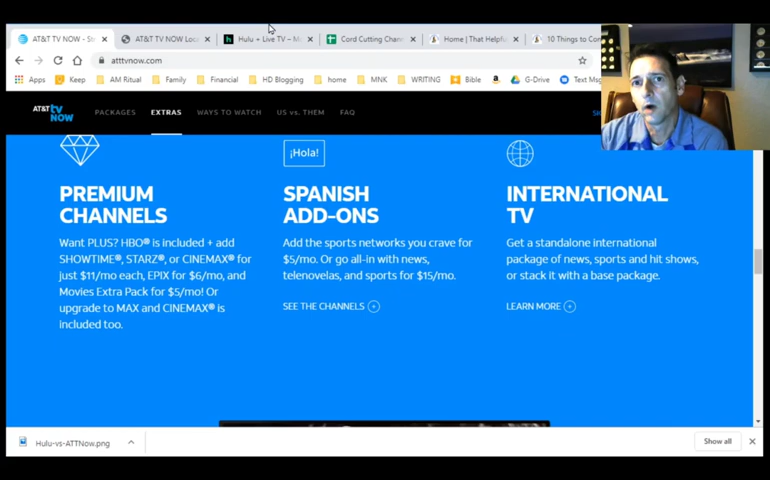 AT&T TV NOW - St
AT&T TV NOW Loca
Hulu + Live TV – Mo
Cord Cutting Chann
Home | That Helpful
10 Things to Con
atttvnow.com
Apps
Keep
AM Ritual
Family
Financial
HD Blogging
home
MNK
WRITING
Bible
G-Drive
Text Msg
AT&T tv NOW
PACKAGES
EXTRAS
WAYS TO WATCH
US vs. THEM
FAQ
¡Hola!
PREMIUM
CHANNELS
Want PLUS? HBO® is included + add
SHOWTIME®, STARZ®, or CINEMAX® for
just $11/mo each, EPIX for $6/mo, and
Movies Extra Pack for $5/mo! Or
upgrade to MAX and CINEMAX® is
included too.
SPANISH
ADD-ONS
Add the sports networks you crave for
$5/mo. Or go all-in with news,
telenovelas, and sports for $15/mo.
SEE THE CHANNELS
INTERNATIONAL
TV
Get a standalone international
package of news, sports and hit shows,
or stack it with a base package.
LEARN MORE
Hulu-vs-ATTNow.png
Show all